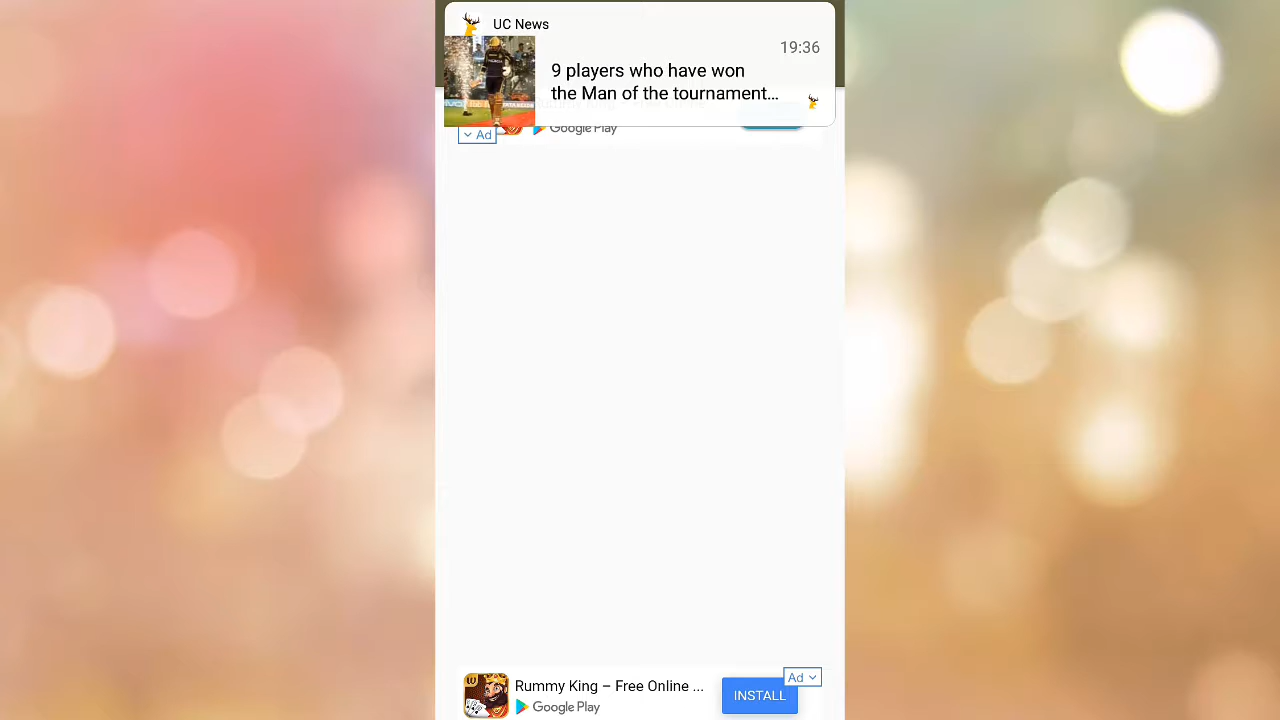 UC News
19:36
9 players who have won
the Man of the tournament...
Ad
Google Play
Ad
Rummy King – Free Online ...
Google Play
INSTALL